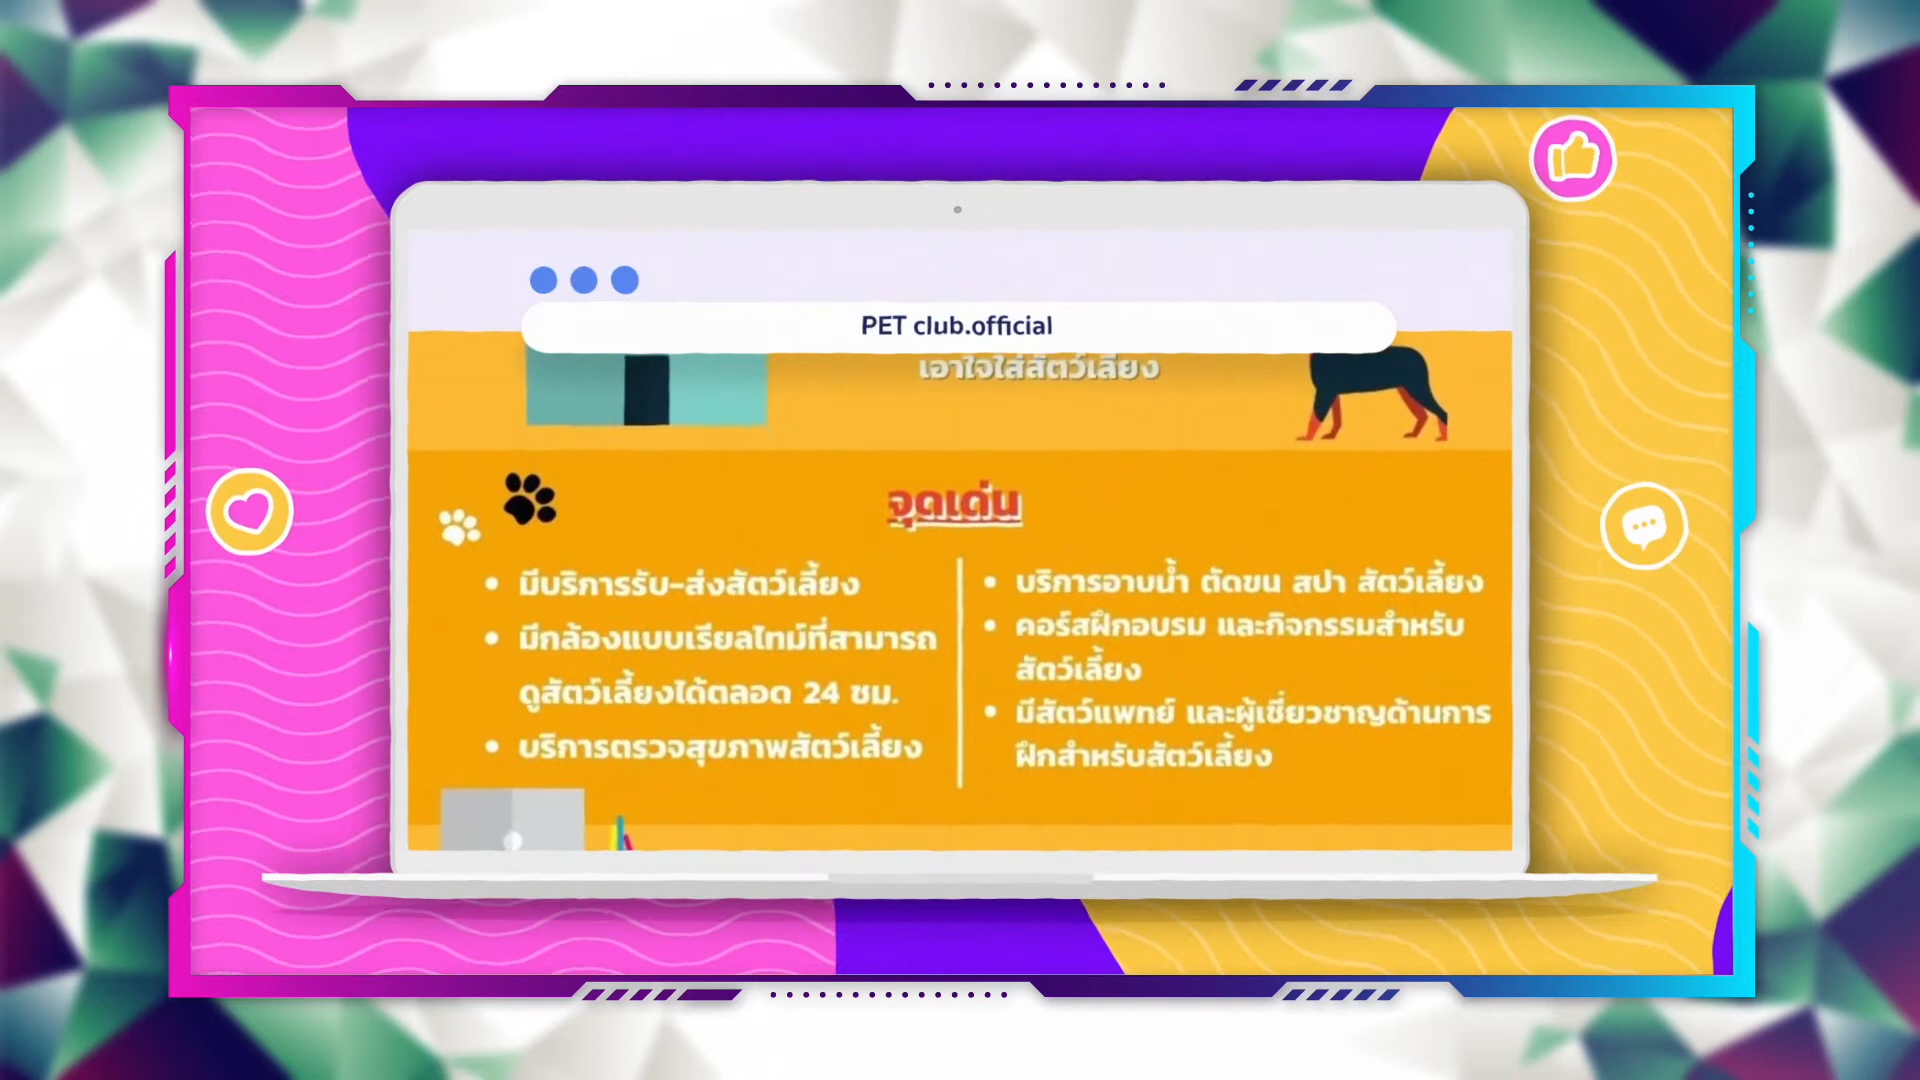 PET club.official
เอาใจใส่สัตว์เลี้ยง
จุดเด่น
• มีบริการรับ-ส่งสัตว์เลี้ยง
• มีกล้องแบบเรียลไทม์ที่สามารถ
ดูสัตว์เลี้ยงได้ตลอด 24 ชม.
• บริการตรวจสุขภาพสัตว์เลี้ยง
• บริการอาบน้ำ ตัดขน สปา สัตว์เลี้ยง
• คอร์สฝึกอบรม และกิจกรรมสำหรับ
สัตว์เลี้ยง
• มีสัตว์แพทย์ และผู้เชี่ยวชาญด้านการ
ฝึกสำหรับสัตว์เลี้ยง